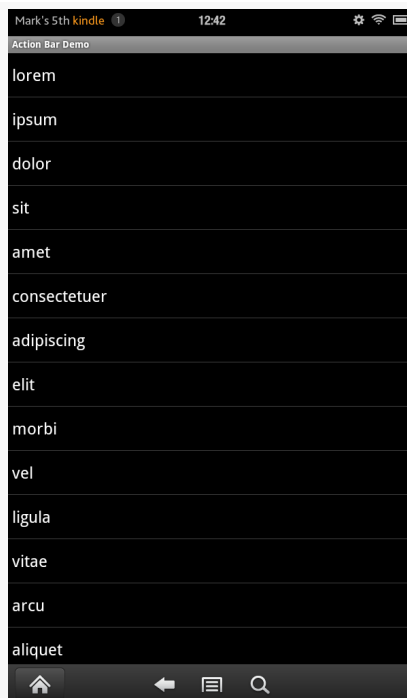 Mark's 5th kindle 1 12:42
Action Bar Demo
lorem
ipsum
dolor
sit
amet
consectetuer
adipiscing
elit
morbi
vel
ligula
vitae
arcu
aliquet